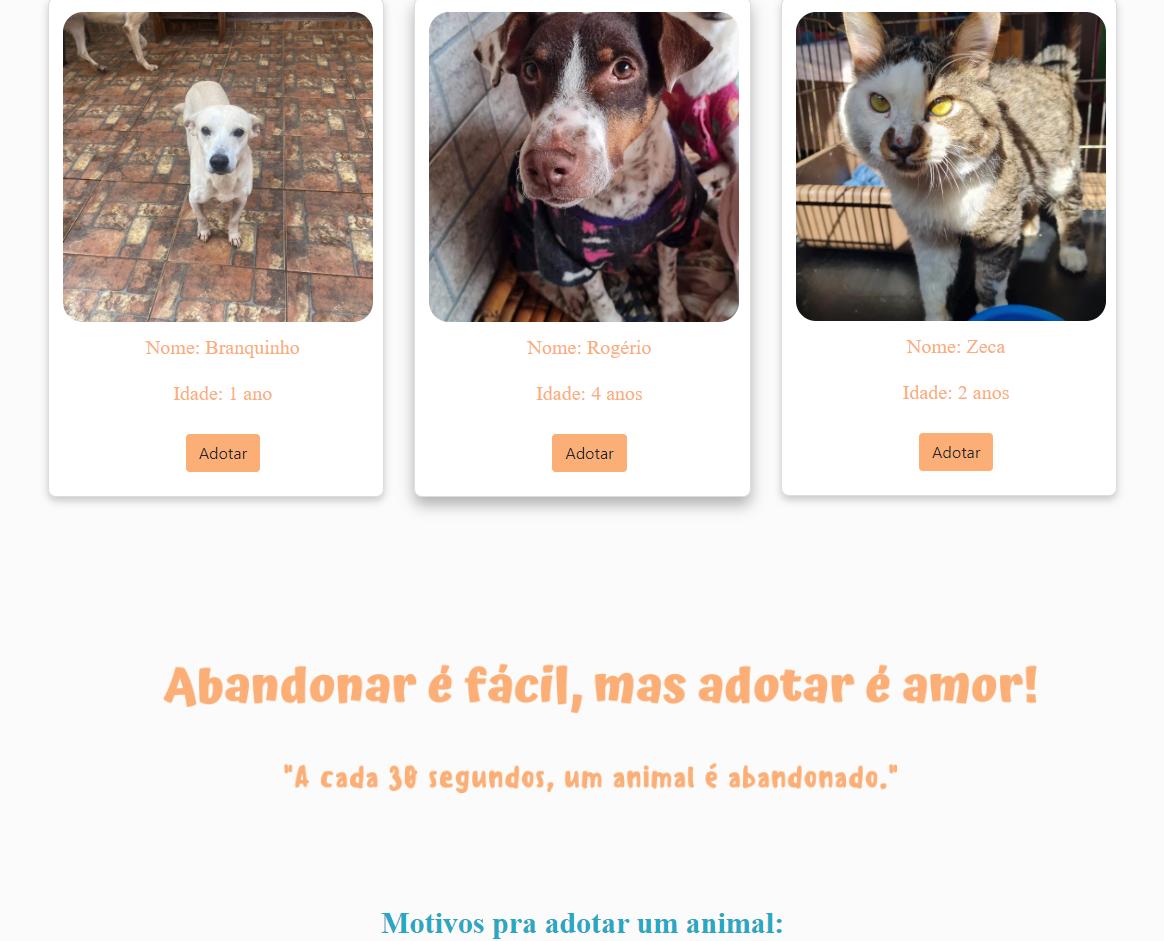 Nome: Branquinho
Idade: 1 ano
Adotar
Nome: Rogério
Idade: 4 anos
Adotar
Nome: Zeca
Idade: 2 anos
Adotar
Abandonar é fácil, mas adotar é amor!
"A cada 30 segundos, um animal é abandonado."
Motivos pra adotar um animal: